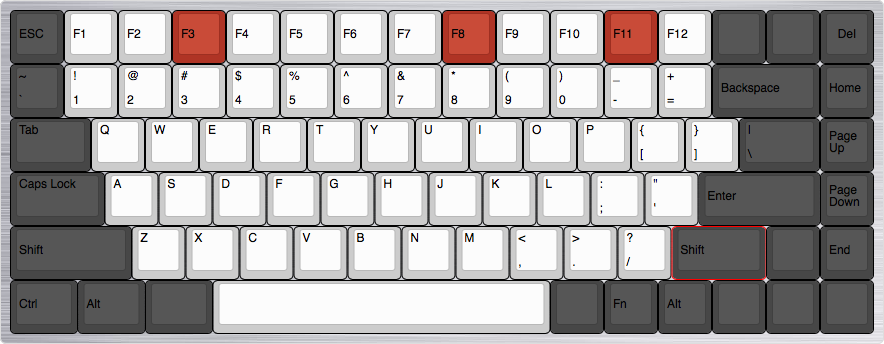 ESC F1 F2 F3 F4 F5 F6 F7 F8 F9 F10 F11 F12 Del
~ ! @ # $ % ^ & * ( ) _ +
` 1 2 3 4 5 6 7 8 9 0 - = Backspace Home
Tab Q W E R T Y U I O P { } | Page
[ ] \ Up
Caps Lock A S D F G H J K L : " Enter Page
; ' Down
Shift Z X C V B N M < > ? Shift End
, . /
Ctrl Alt Fn Alt